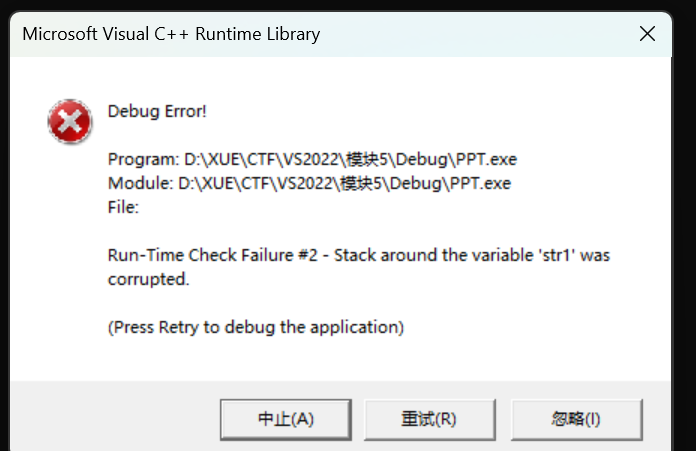 Microsoft Visual C++ Runtime Library
Debug Error!
Program: D:\XUE\CTF\VS2022\模块5\Debug\PPT.exe
Module: D:\XUE\CTF\VS2022\模块5\Debug\PPT.exe
File:
Run-Time Check Failure #2 - Stack around the variable 'str1' was
corrupted.
(Press Retry to debug the application)
中止(A) 重试(R) 忽略(I)